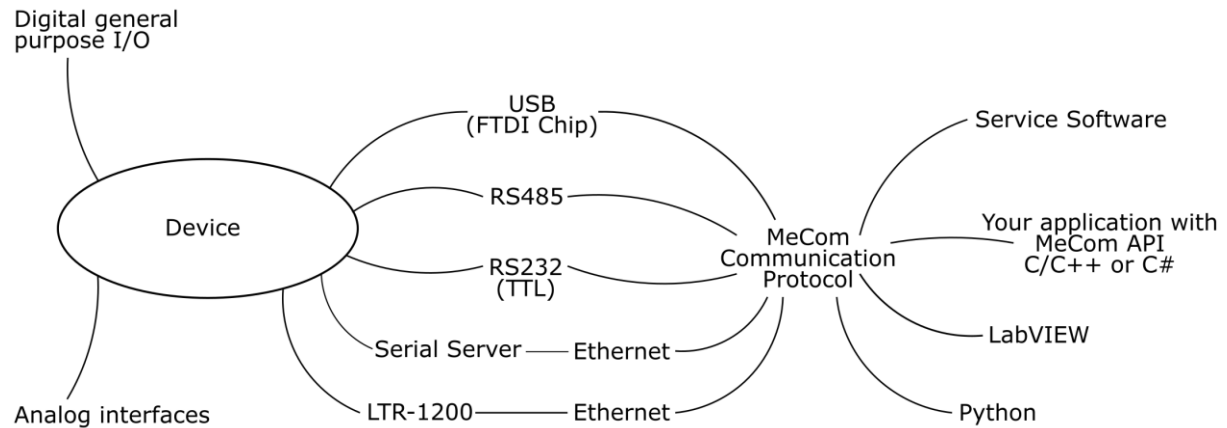 Digital general
purpose I/O
USB
(FTDI Chip)
Service Software
RS485
Device
Your application with
MeCom API
C/C++ or C#
MeCom
Communication
Protocol
RS232
(TTL)
Serial Server
Ethernet
LabVIEW
Analog interfaces
LTR-1200
Ethernet
Python